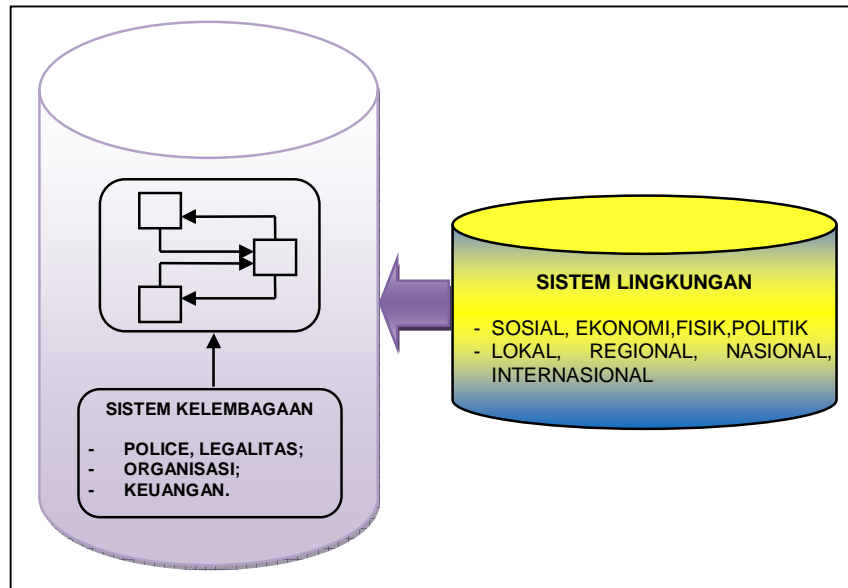 SISTEM KELEMBAGAAN
- POLICE, LEGALITAS;
- ORGANISASI;
- KEUANGAN.
SISTEM LINGKUNGAN
- SOSIAL, EKONOMI,FISIK,POLITIK
- LOKAL, REGIONAL, NASIONAL,
INTERNASIONAL